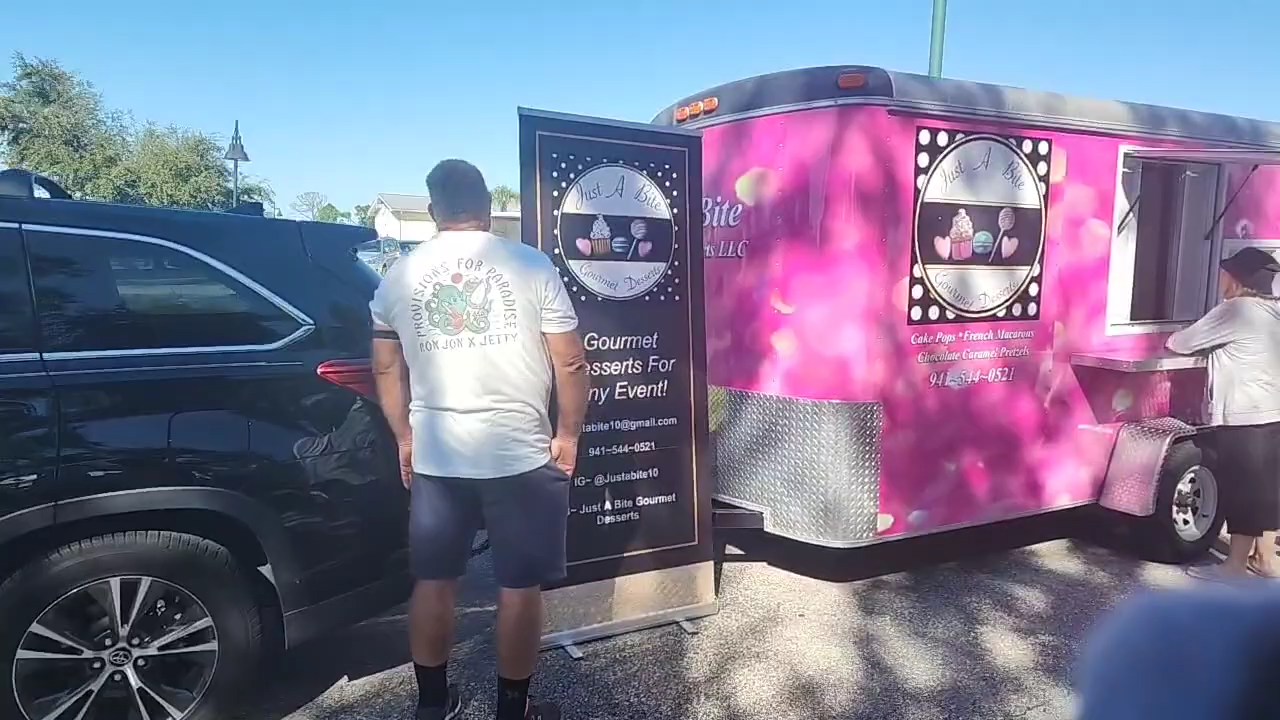 PROVISIONS FOR PARADISE
RON JON X JETTY
Just A Bite
Gourmet Desserts
Gourmet
esserts For
ny Event!
tabite10@gmail.com
941-544-0521
IG- @Justabite10
- Just A Bite Gourmet
Desserts
Bite
ts LLC
Just A Bite
Gourmet Desserts
Cake Pops *French Macarons
Chocolate Caramel Pretzels
941-544-0521